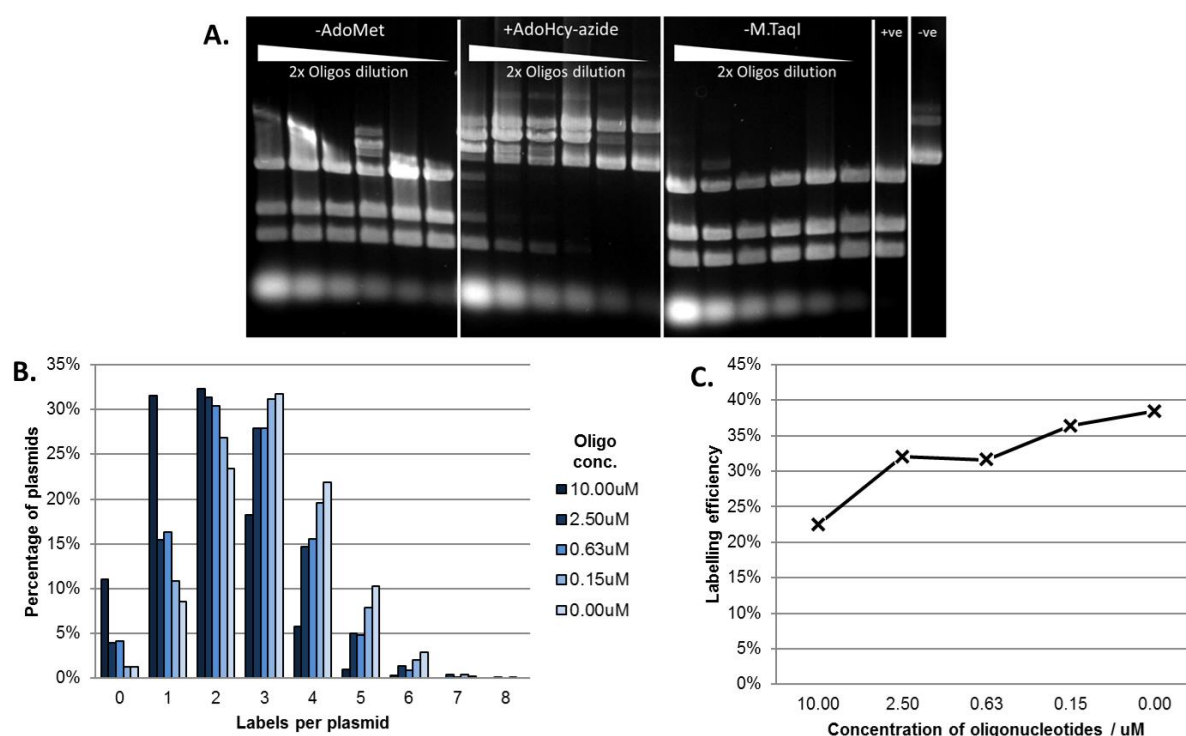 A.
-AdoMet
2x Oligos dilution
+AdoHcy-azide
2x Oligos dilution
-M.TaqI
2x Oligos dilution
+ve
-ve
B.
35%
30%
25%
20%
15%
10%
5%
0%
Percentage of plasmids
0 1 2 3 4 5 6 7 8
Labels per plasmid
Oligo
conc.
10.00uM
2.50uM
0.63uM
0.15uM
0.00uM
C.
45%
40%
35%
30%
25%
20%
15%
10%
5%
0%
Labelling efficiency
10.00 2.50 0.63 0.15 0.00
Concentration of oligonucleotides / uM